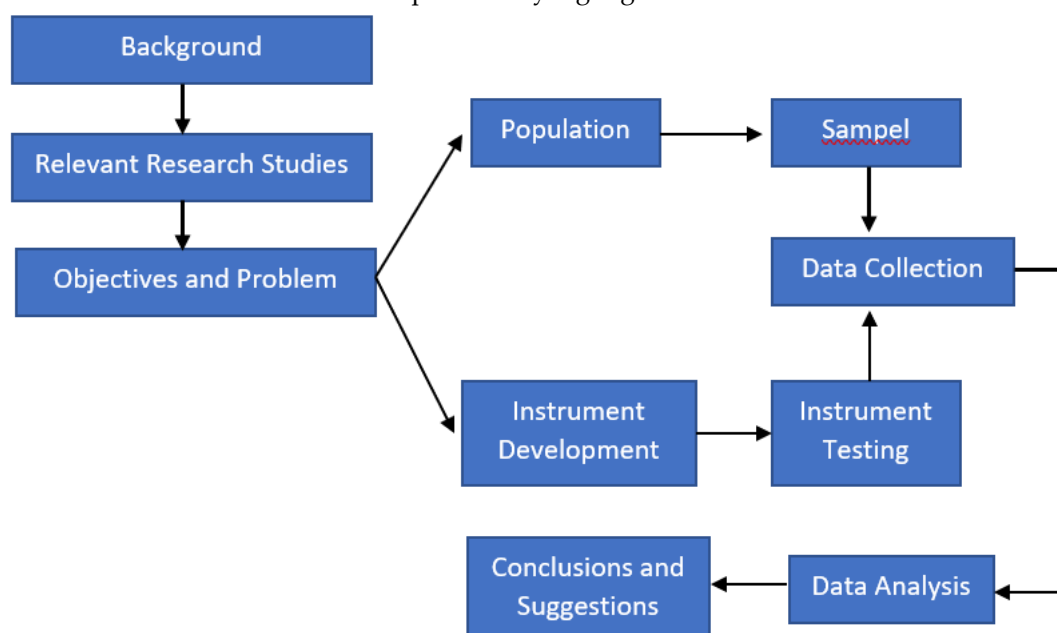 Background
Relevant Research Studies
Objectives and Problem
Population
Sampel
Data Collection
Instrument
Development
Instrument
Testing
Data Analysis
Conclusions and
Suggestions